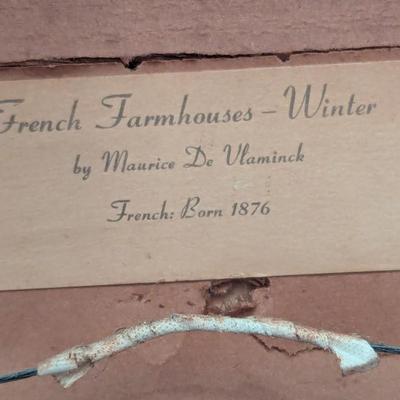 French Farmhouses – Winter
by Maurice De Vlaminck
French: Born 1876